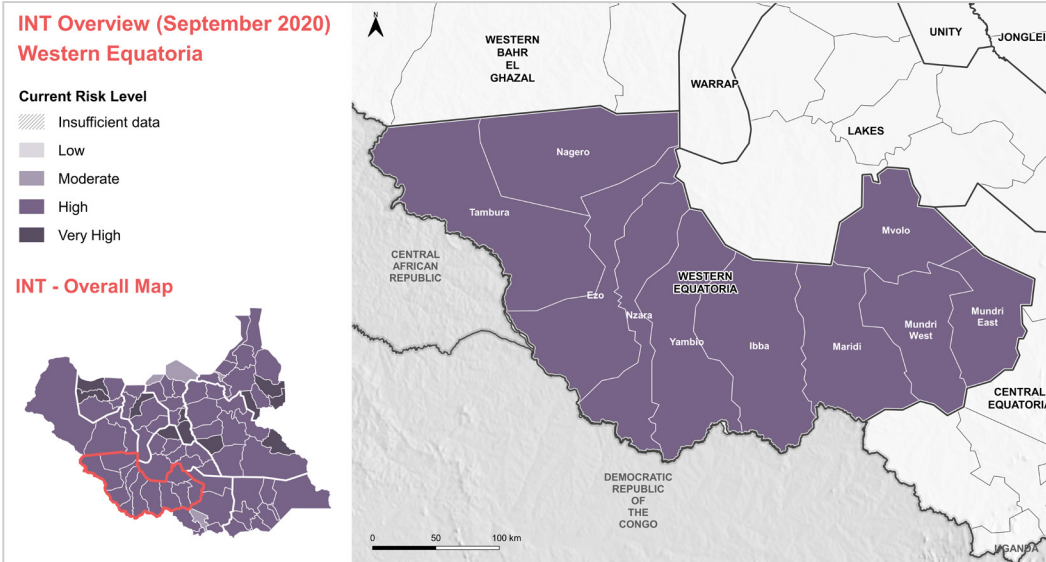 INT Overview (September 2020)
Western Equatoria
Current Risk Level
Insufficient data
Low
Moderate
High
Very High
INT - Overall Map
N
WESTERN
BAHR
EL
GHAZAL
WARRAP
UNITY
JONGLEI
LAKES
Nagero
Tambura
Mvolo
CENTRAL
AFRICAN
REPUBLIC
WESTERN
EQUATORIA
Ezo
Nzara
Yambio
Ibba
Maridi
Mundri
West
Mundri
East
CENTRAL
EQUATORIA
DEMOCRATIC
REPUBLIC
OF
THE
CONGO
UGANDA
0 50 100 km